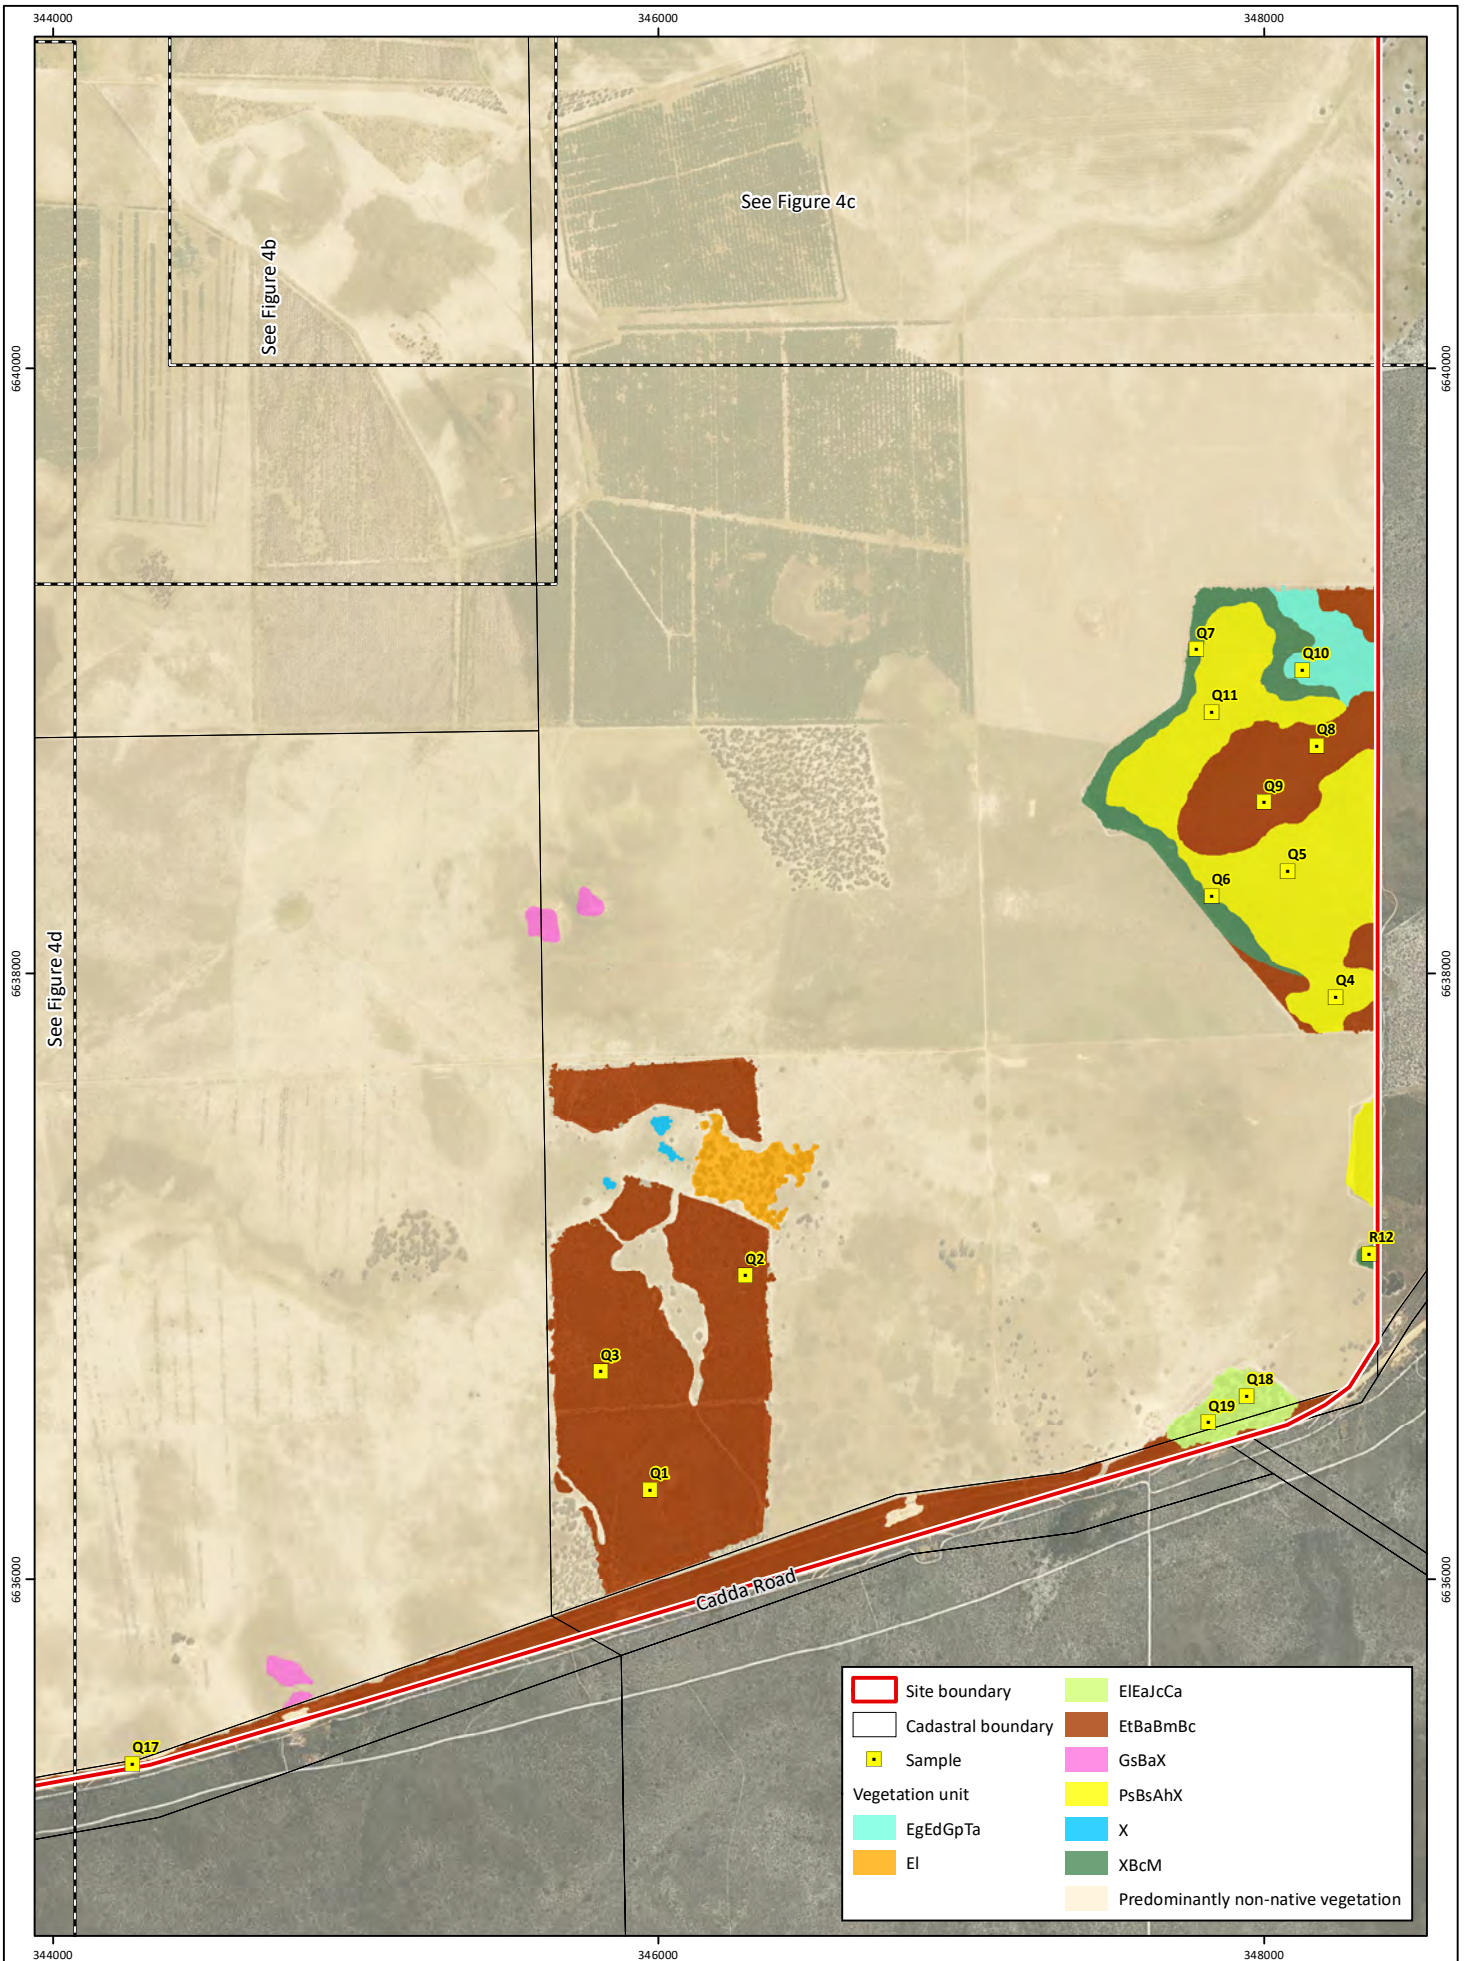 344000
346000
348000
See Figure 4c
See Figure 4b
6640000
6640000
Q7
Q10
Q11
Q8
Q9
Q5
Q6
See Figure 4d
6638000
6638000
Q4
R12
Q2
Q3
Q18
Q19
Q1
6636000
6636000
Cadda Road
Q17
Site boundary
Cadastral boundary
Sample
Vegetation unit
EgEdGpTa
El
ElEaJcCa
EtBaBmBc
GsBaX
PsBsAhX
X
XBcM
Predominantly non-native vegetation
344000
346000
348000